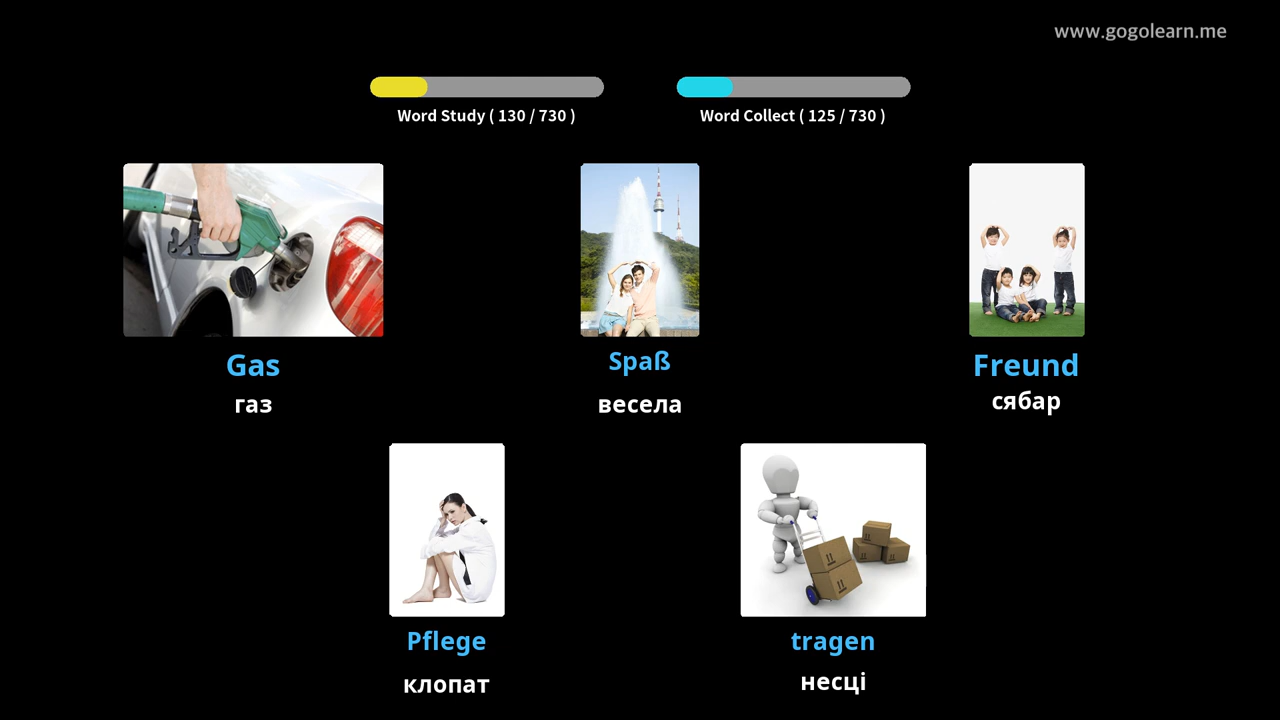 www.gogolearn.me
Word Study ( 130 / 730 )
Word Collect ( 125 / 730 )
Gas
газ
Spaß
весела
Freund
сябар
Pflege
клопат
tragen
несці